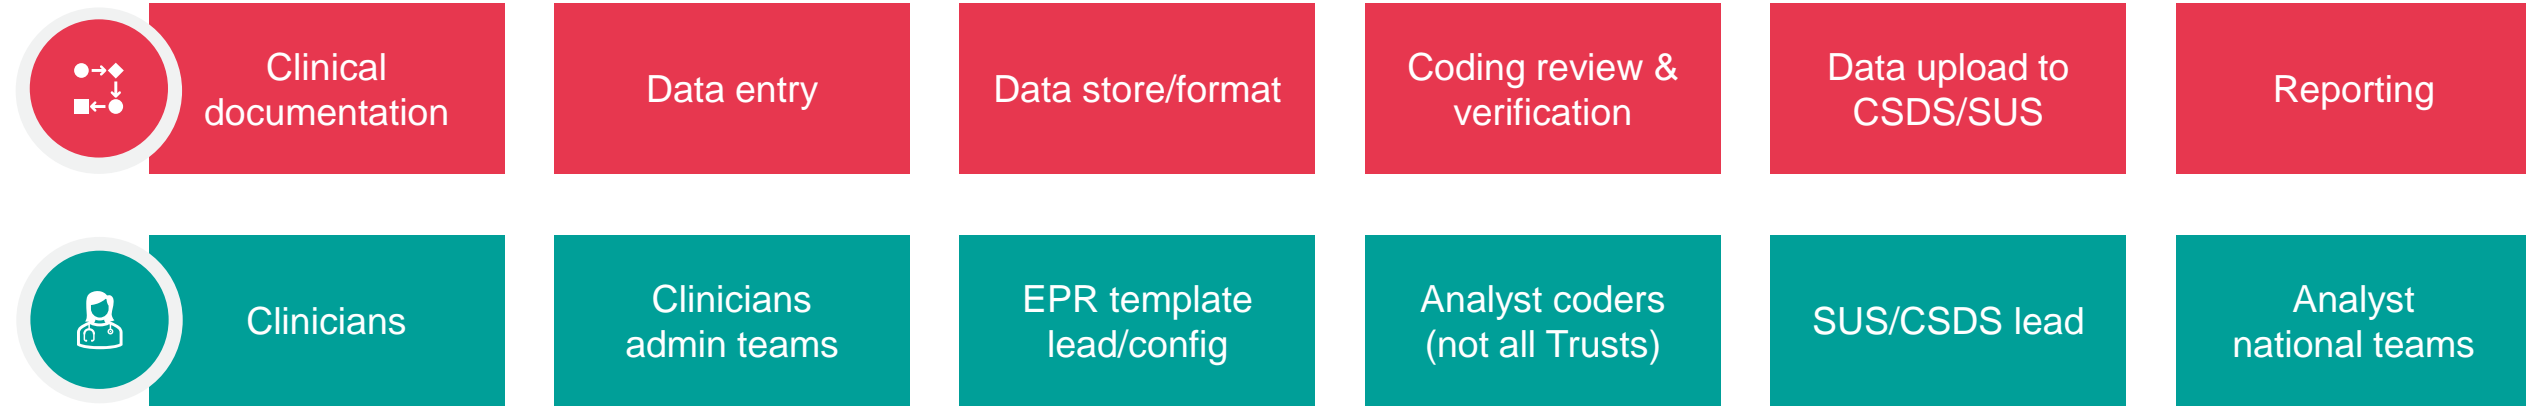 Clinical
documentation
Data entry
Data store/format
Coding review &
verification
Data upload to
CSDS/SUS
Reporting
Clinicians
Clinicians
admin teams
EPR template
lead/config
Analyst coders
(not all Trusts)
SUS/CSDS lead
Analyst
national teams